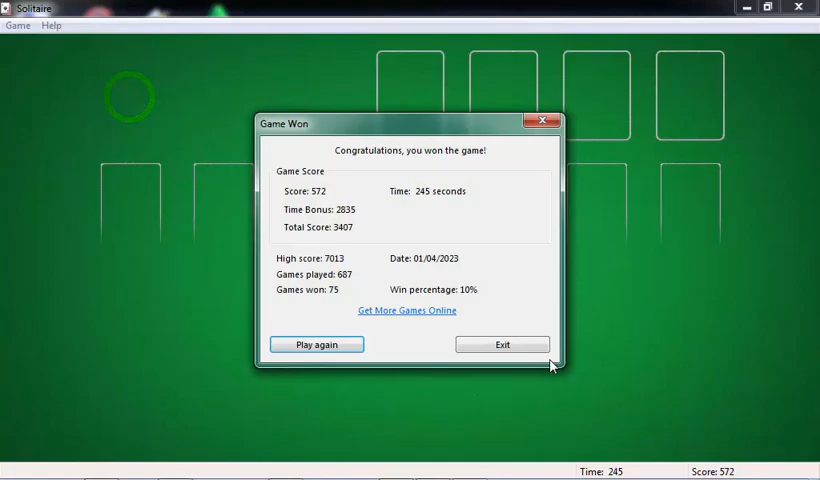 Solitaire
Game Help
Game Won
Congratulations, you won the game!
Game Score
Score: 572 Time: 245 seconds
Time Bonus: 2835
Total Score: 3407
High score: 7013 Date: 01/04/2023
Games played: 687
Games won: 75 Win percentage: 10%
Get More Games Online
Play again Exit
Time: 245 Score: 572